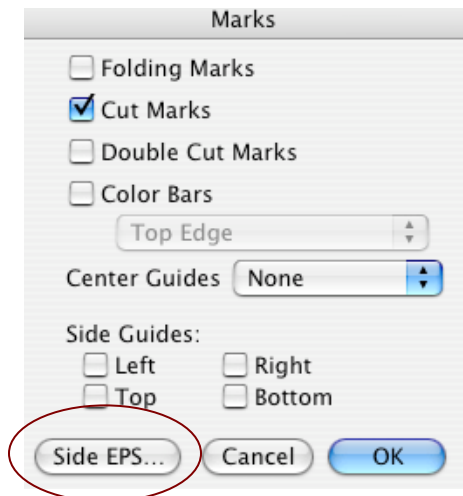 Marks
Folding Marks
Cut Marks
Double Cut Marks
Color Bars
Top Edge
Center Guides None
Side Guides:
Left Right
Top Bottom
Side EPS... Cancel OK